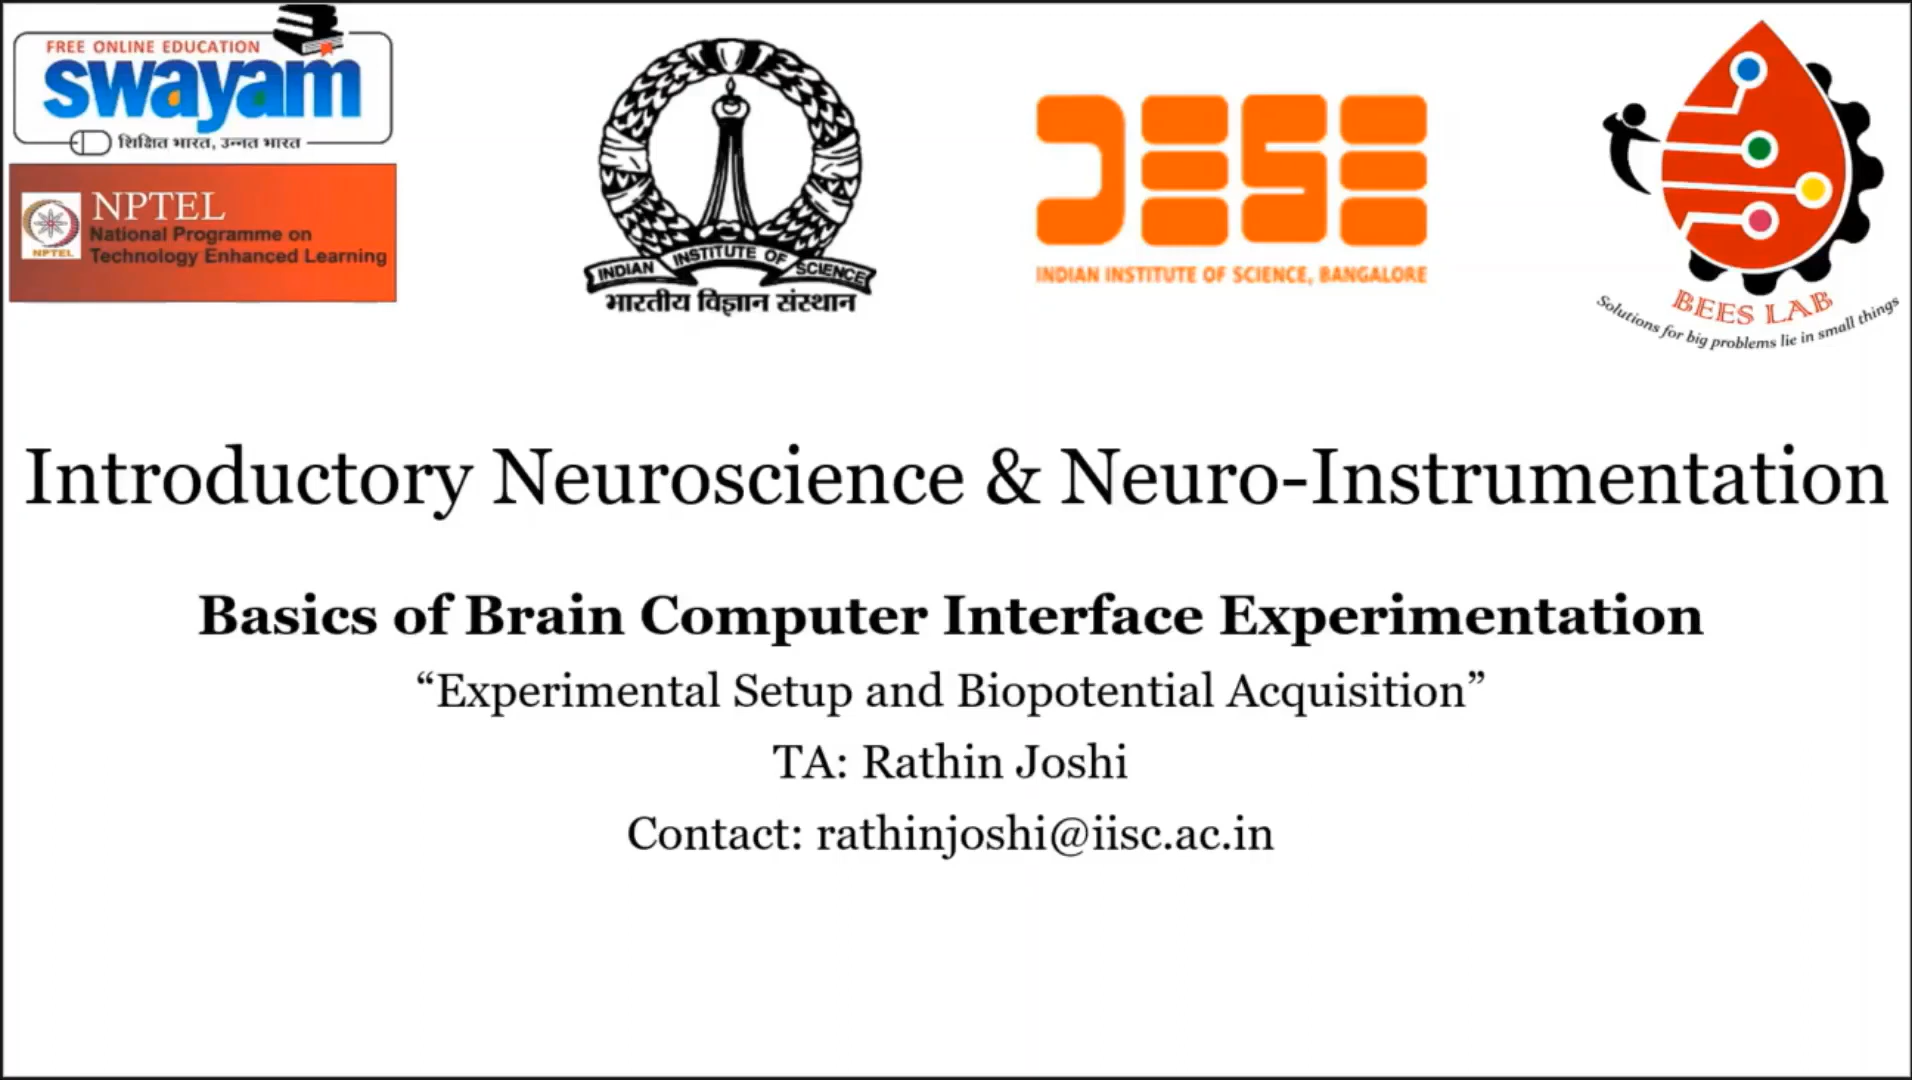 FREE ONLINE EDUCATION
swayam
शिक्षित भारत, उन्नत भारत
NPTEL
National Programme on
Technology Enhanced Learning
NPTEL
INDIAN INSTITUTE OF SCIENCE
भारतीय विज्ञान संस्थान
DESE
INDIAN INSTITUTE OF SCIENCE, BANGALORE
BEES LAB
Solutions for big problems lie in small things
Introductory Neuroscience & Neuro-Instrumentation
Basics of Brain Computer Interface Experimentation
“Experimental Setup and Biopotential Acquisition”
TA: Rathin Joshi
Contact: rathinjoshi@iisc.ac.in